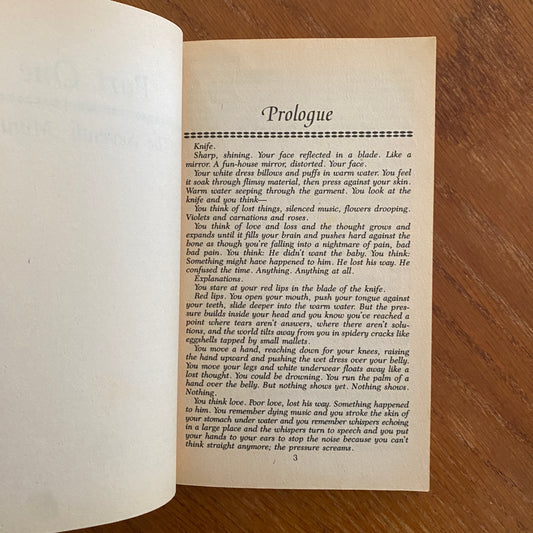 Part One
Prologue
Knife.
Sharp, shining. Your face reflected in a blade. Like a
mirror. A fun-house mirror, distorted. Your face.
Your white dress billows and puffs in warm water. You feel
it soak through flimsy material, then press against your skin.
Warm water seeping through the garment. You look at the
knife and you think—
You think of lost things, silenced music, flowers drooping.
Violets and carnations and roses.
You think of love and loss and the thought grows and
expands until it fills your brain and pushes hard against the
bone as though you're falling into a nightmare of pain, bad
bad pain. You think: He didn't want the baby. You think:
Something might have happened to him. He lost his way. He
confused the time. Anything. Anything at all.
Explanations.
You stare at your red lips in the blade of the knife.
Red lips. You open your mouth, push your tongue against
your teeth, slide deeper into the warm water. But the pres-
sure builds inside your head and you know you've reached a
point where tears aren't answers, where there aren't solu-
tions, and the world tilts away from you in spidery cracks like
eggshells tapped by small mallets.
You move a hand, reaching down for your knees, raising
the hand upward and pushing the wet dress over your belly.
You move your legs and white underwear floats away like a
lost thought. You could be drowning. You run the palm of a
hand over the belly. But nothing shows yet. Nothing shows.
Nothing.
You think love. Poor love, lost his way. Something happened
to him. You remember dying music and you stroke the skin of
your stomach under water and you remember whispers echoing
in a large place and the whispers turn to speech and you put
your hands to your ears to stop the noise because you can't
think straight anymore; the pressure screams.
3